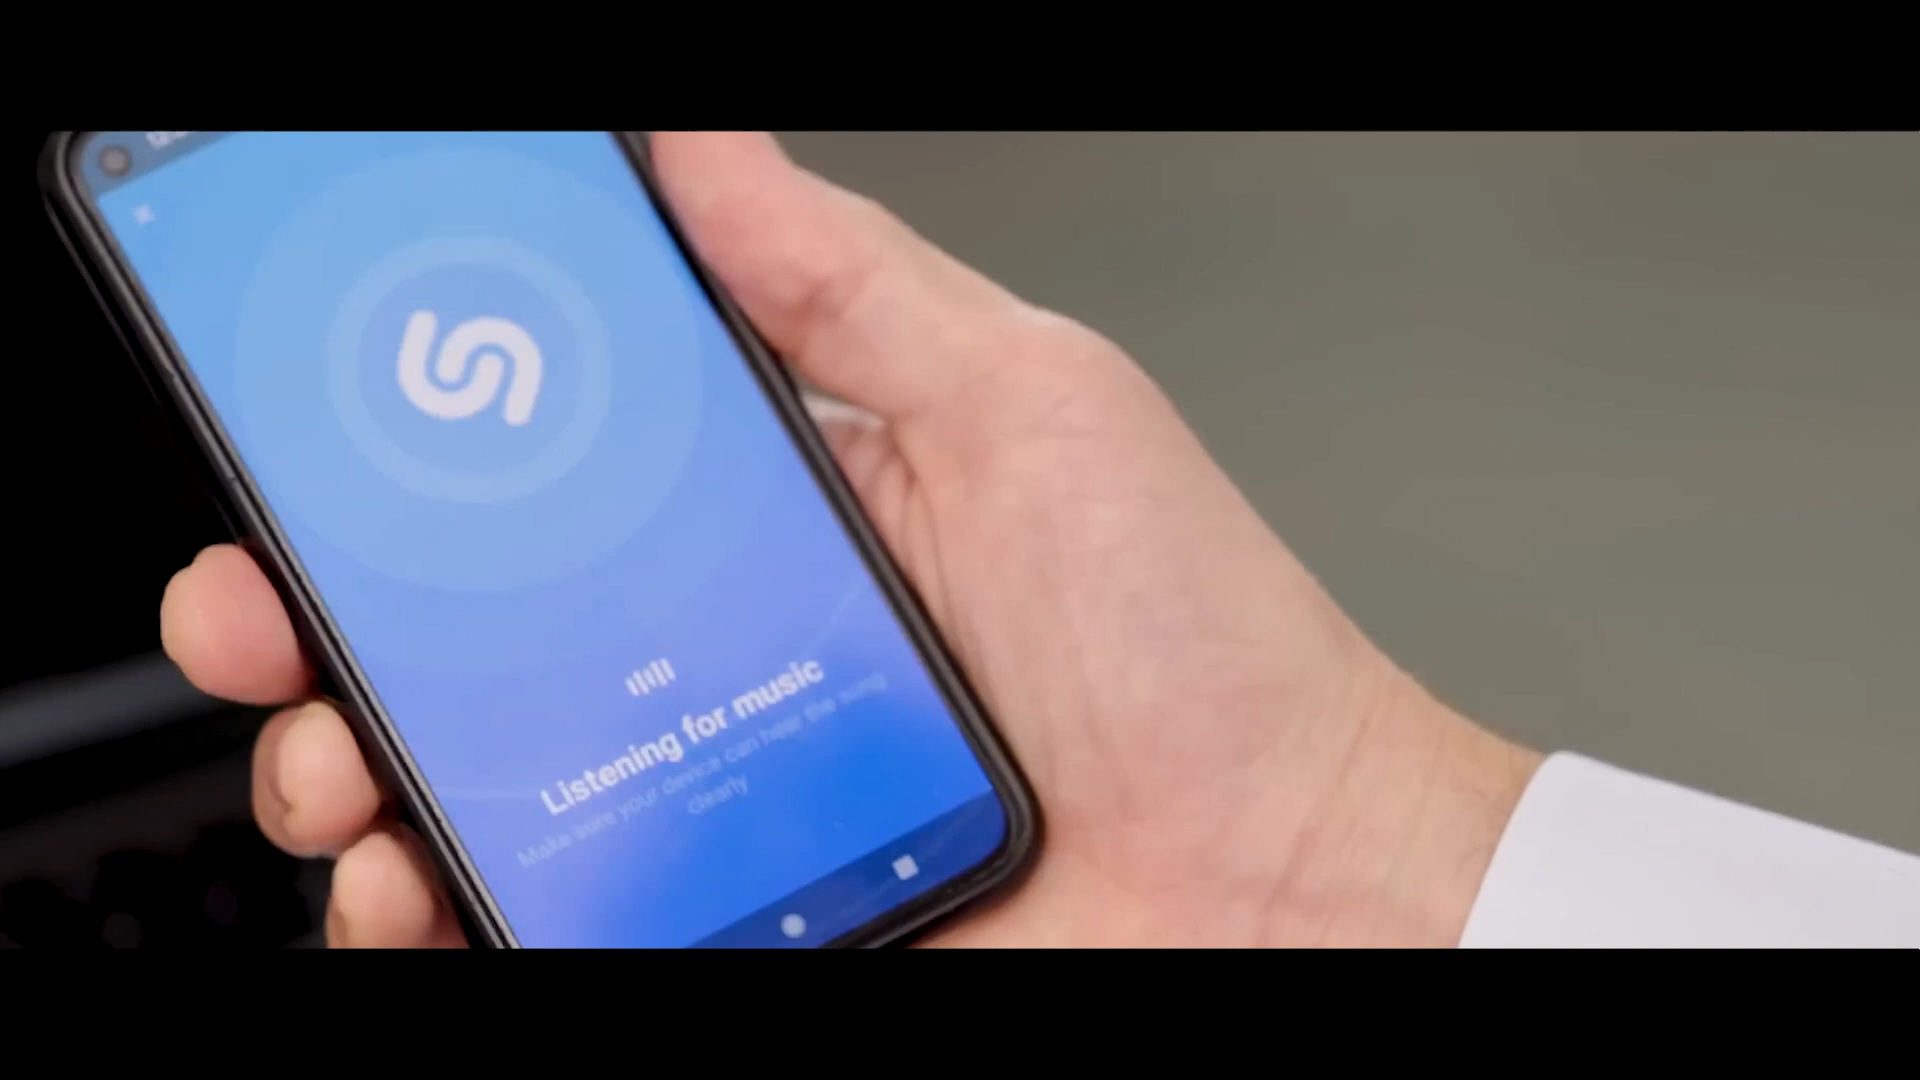 Listening for music
Make sure your device can hear the song
clearly